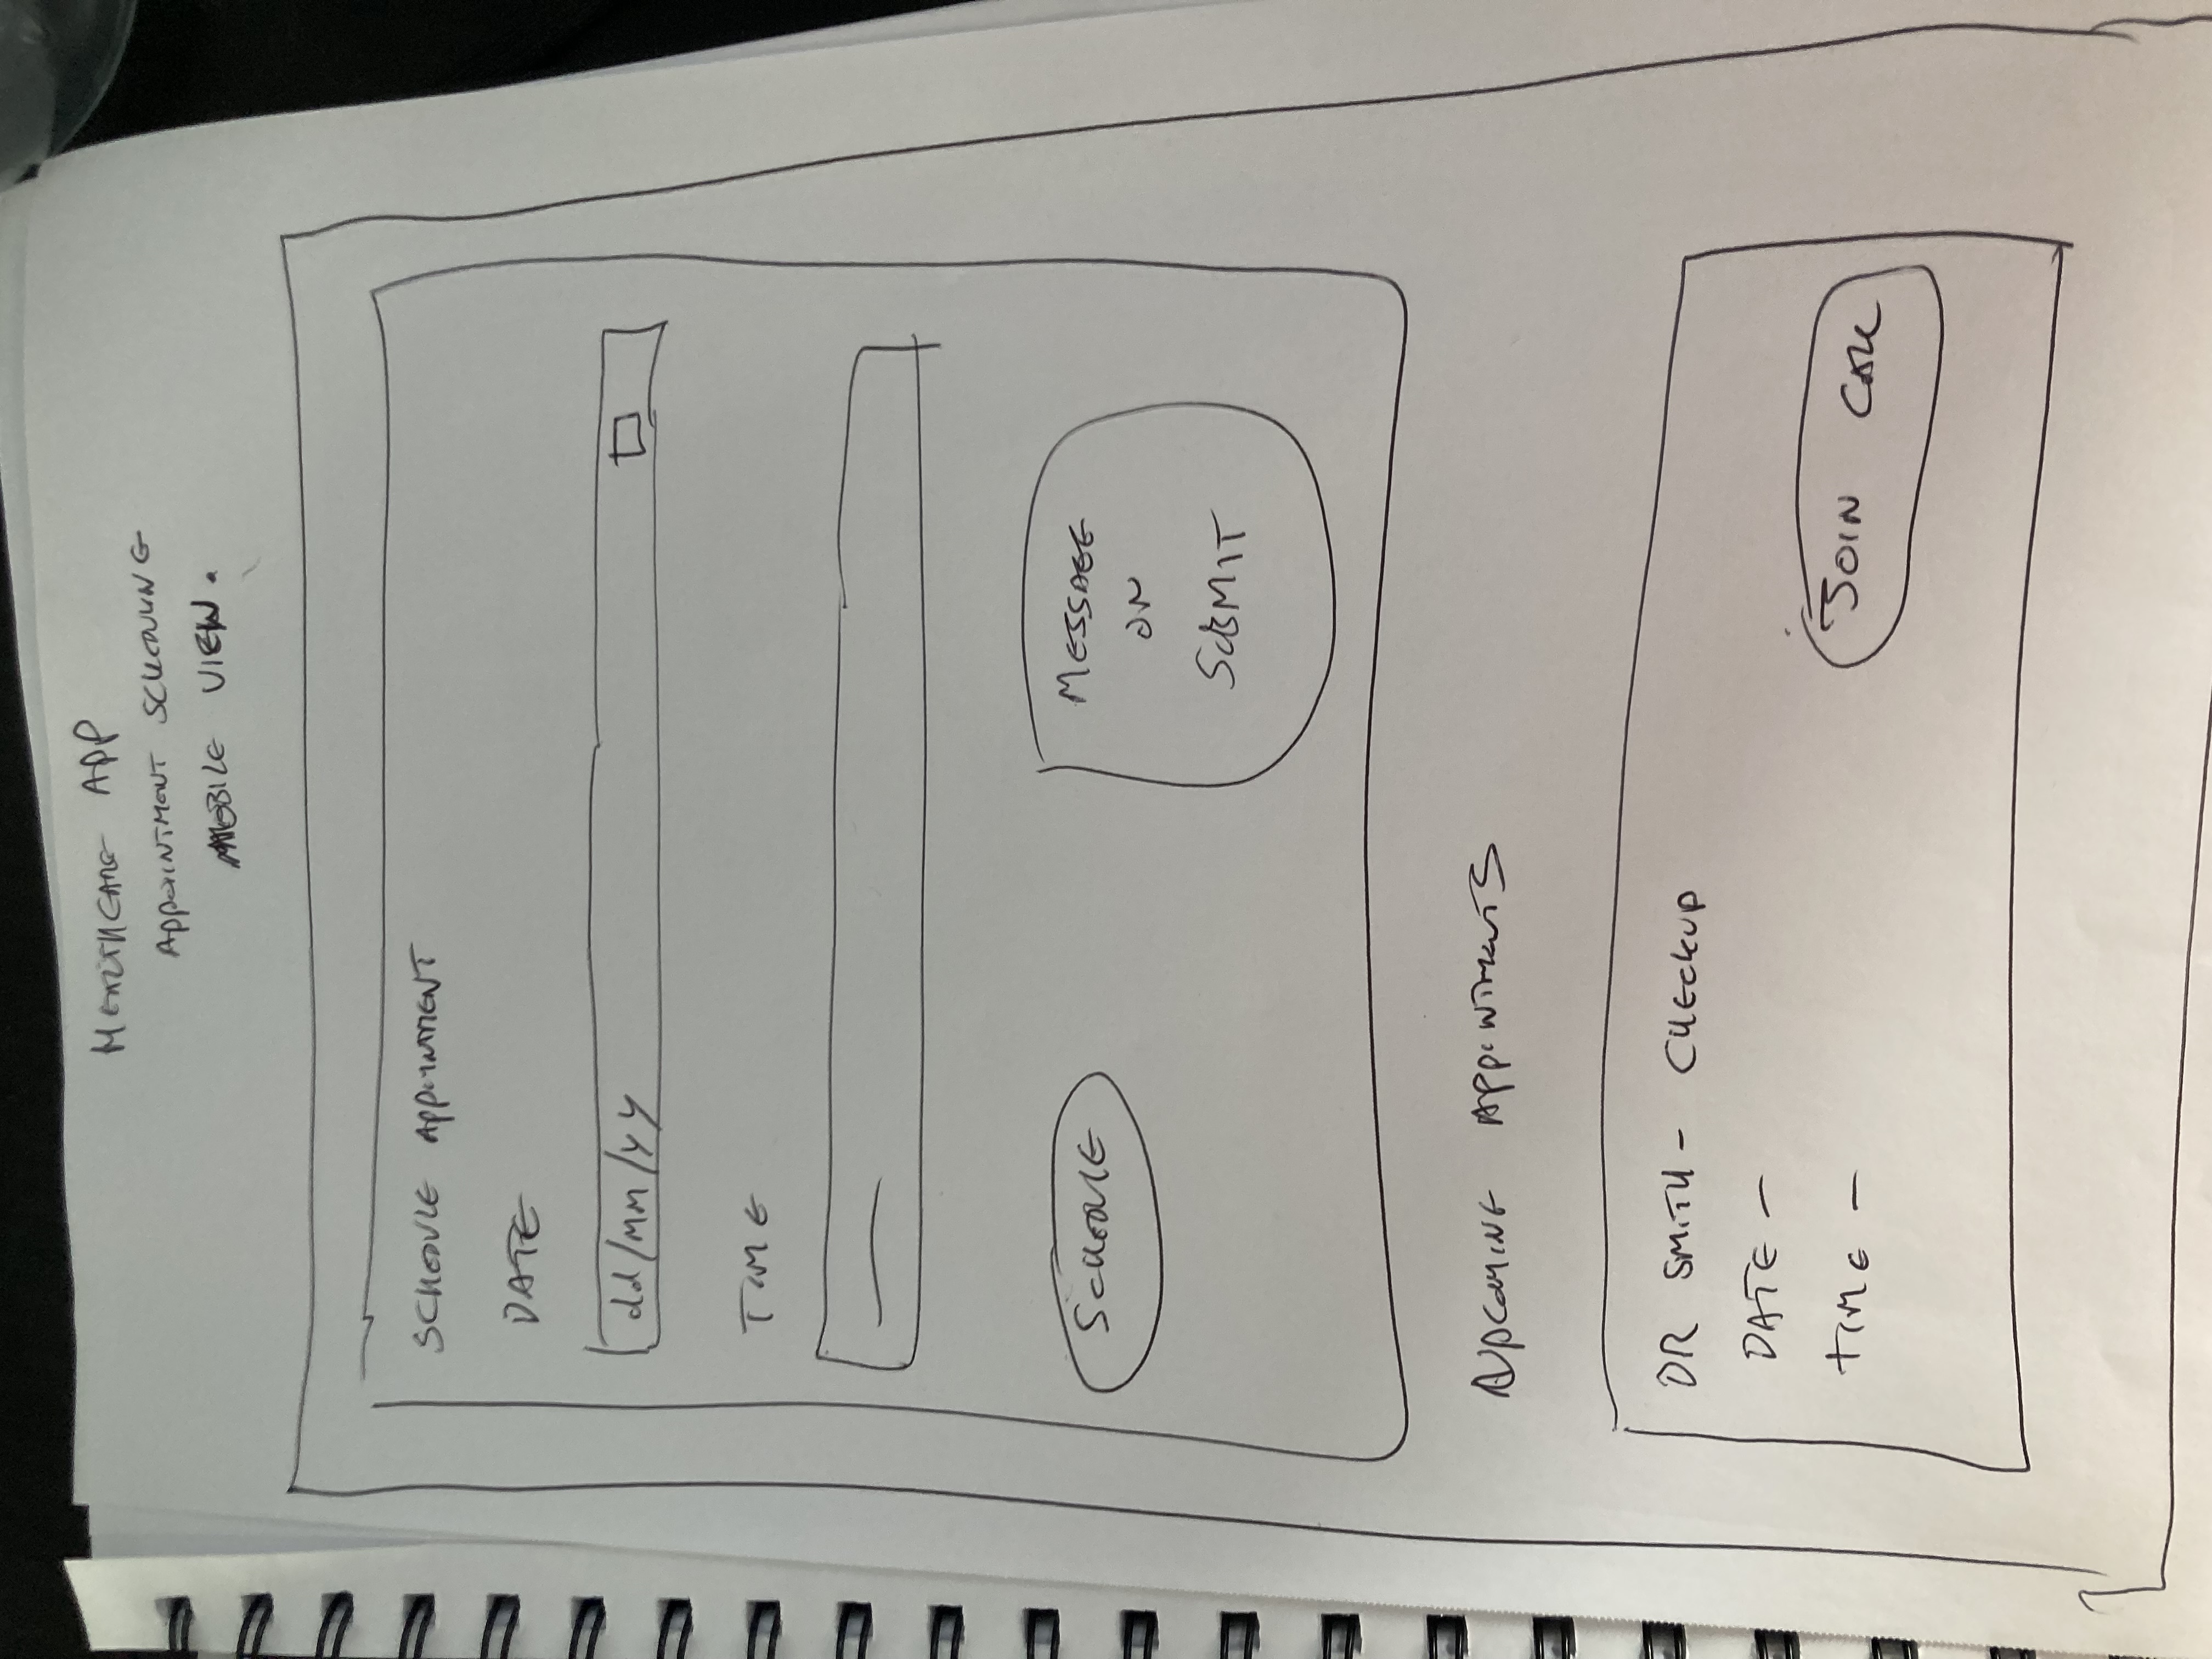 HEALTHCARE APP
APPOINTMENT SCHEDULING
MOBILE VIEW.
SCHEDULE APPOINTMENT
DATE
dd/MM/YY
TIME
SCHEDULE
MESSAGE
ON
SUBMIT
UPCOMING APPOINTMENTS
DR SMITH - CHECKUP
DATE -
TIME -
JOIN CALL